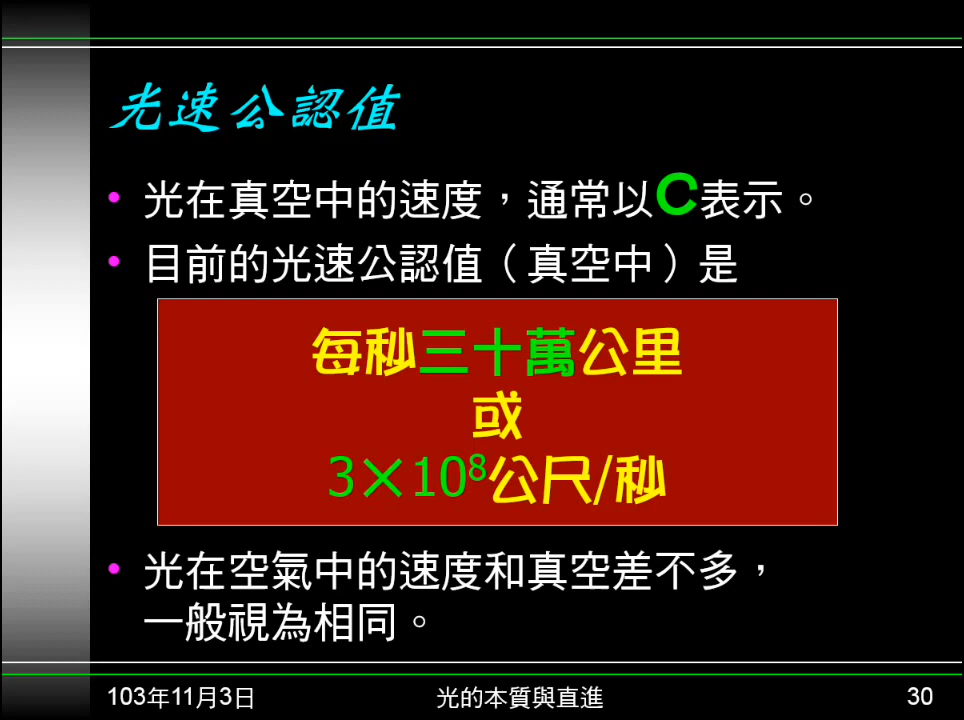 光速公認值
• 光在真空中的速度，通常以C表示。
• 目前的光速公認值（真空中）是
每秒三十萬公里
或
3×10⁸公尺/秒
• 光在空氣中的速度和真空差不多，
一般視為相同。
103年11月3日 光的本質與直進 30